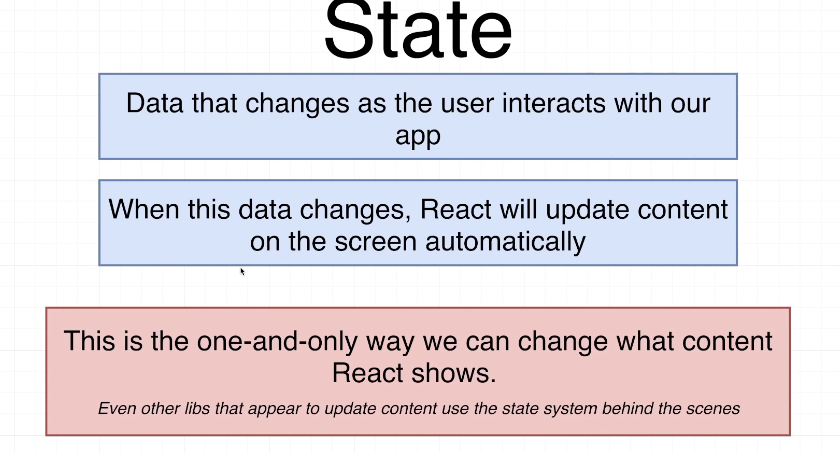 State
Data that changes as the user interacts with our
app
When this data changes, React will update content
on the screen automatically
This is the one-and-only way we can change what content
React shows.
Even other libs that appear to update content use the state system behind the scenes